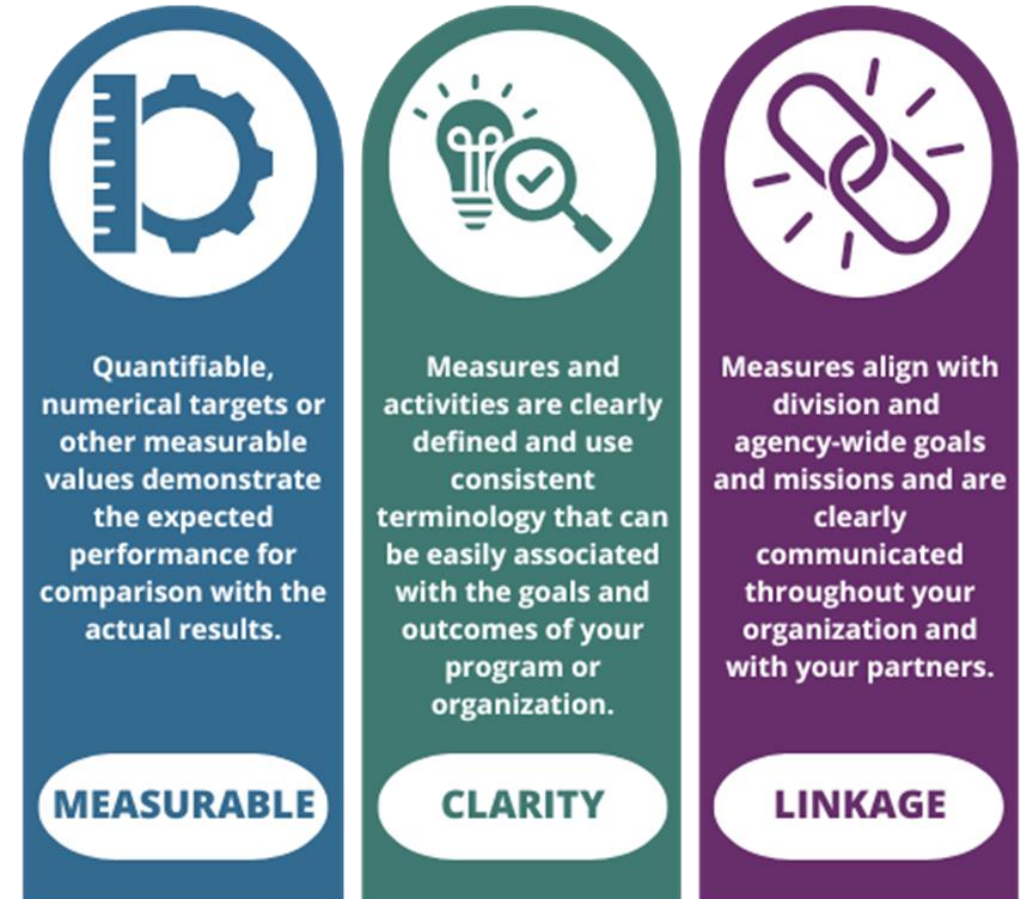 Quantifiable,
numerical targets or
other measurable
values demonstrate
the expected
performance for
comparison with the
actual results.
MEASURABLE
Measures and
activities are clearly
defined and use
consistent
terminology that can
be easily associated
with the goals and
outcomes of your
program or
organization.
CLARITY
Measures align with
division and
agency-wide goals
and missions and are
clearly
communicated
throughout your
organization and
with your partners.
LINKAGE